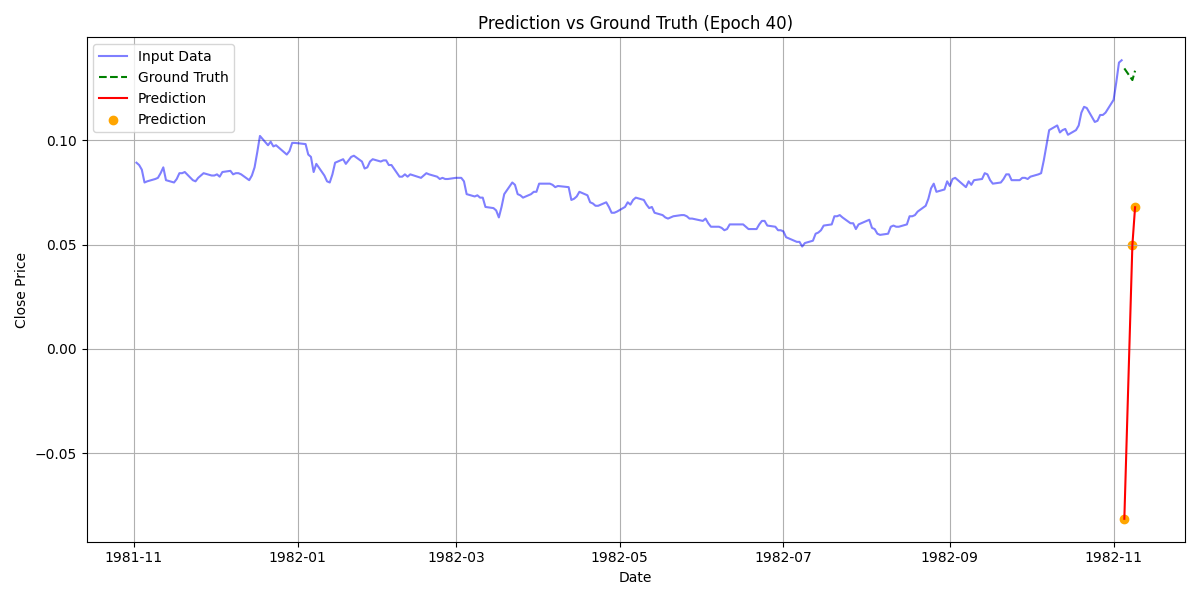 Prediction vs Ground Truth (Epoch 40)
Input Data
Ground Truth
Prediction
Prediction
0.10
0.05
0.00
−0.05
Close Price
1981-11
1982-01
1982-03
1982-05
1982-07
1982-09
1982-11
Date